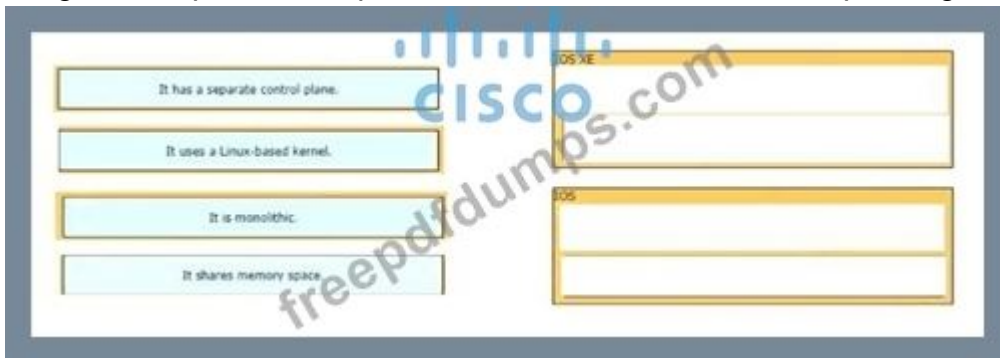 CISCO
It has a separate control plane.
It uses a Linux-based kernel.
It is monolithic.
It shares memory space.
IOS XE
IOS
freepdfdumps.com